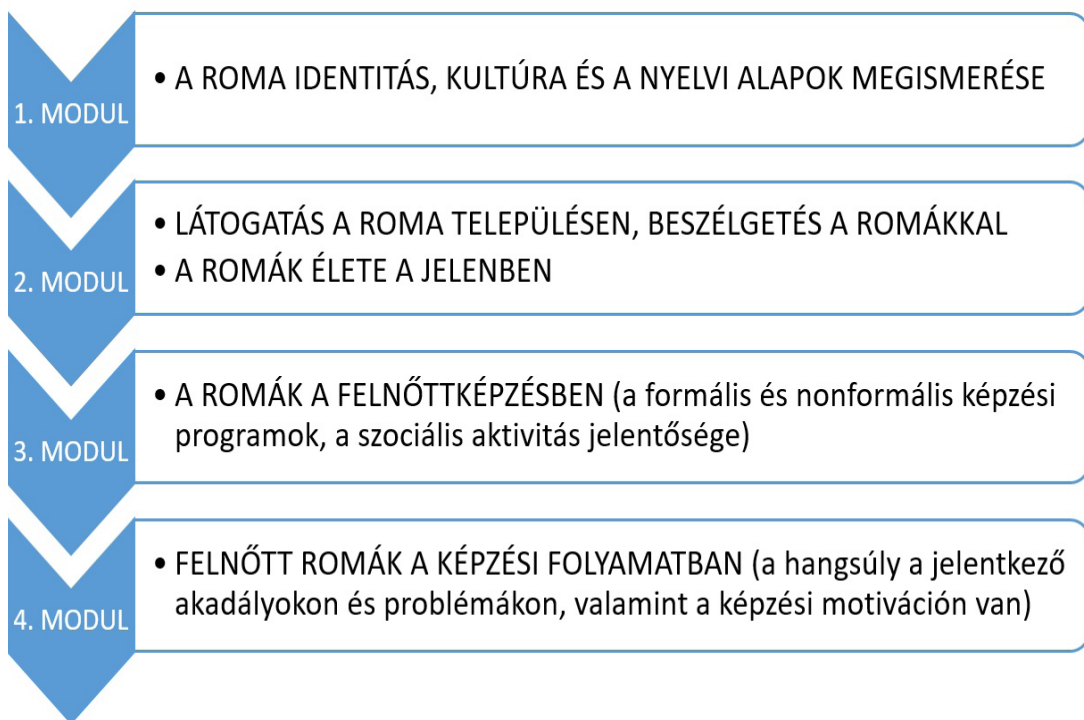 1. MODUL
• A ROMA IDENTITÁS, KULTÚRA ÉS A NYELVI ALAPOK MEGISMERÉSE
2. MODUL
• LÁTOGATÁS A ROMA TELEPÜLÉSEN, BESZÉLGETÉS A ROMÁKKAL
• A ROMÁK ÉLETE A JELENBEN
3. MODUL
• A ROMÁK A FELNŐTTKÉPZÉSBEN (a formális és nonformális képzési
programok, a szociális aktivitás jelentősége)
4. MODUL
• FELNŐTT ROMÁK A KÉPZÉSI FOLYAMATBAN (a hangsúly a jelentkező
akadályokon és problémákon, valamint a képzési motiváción van)